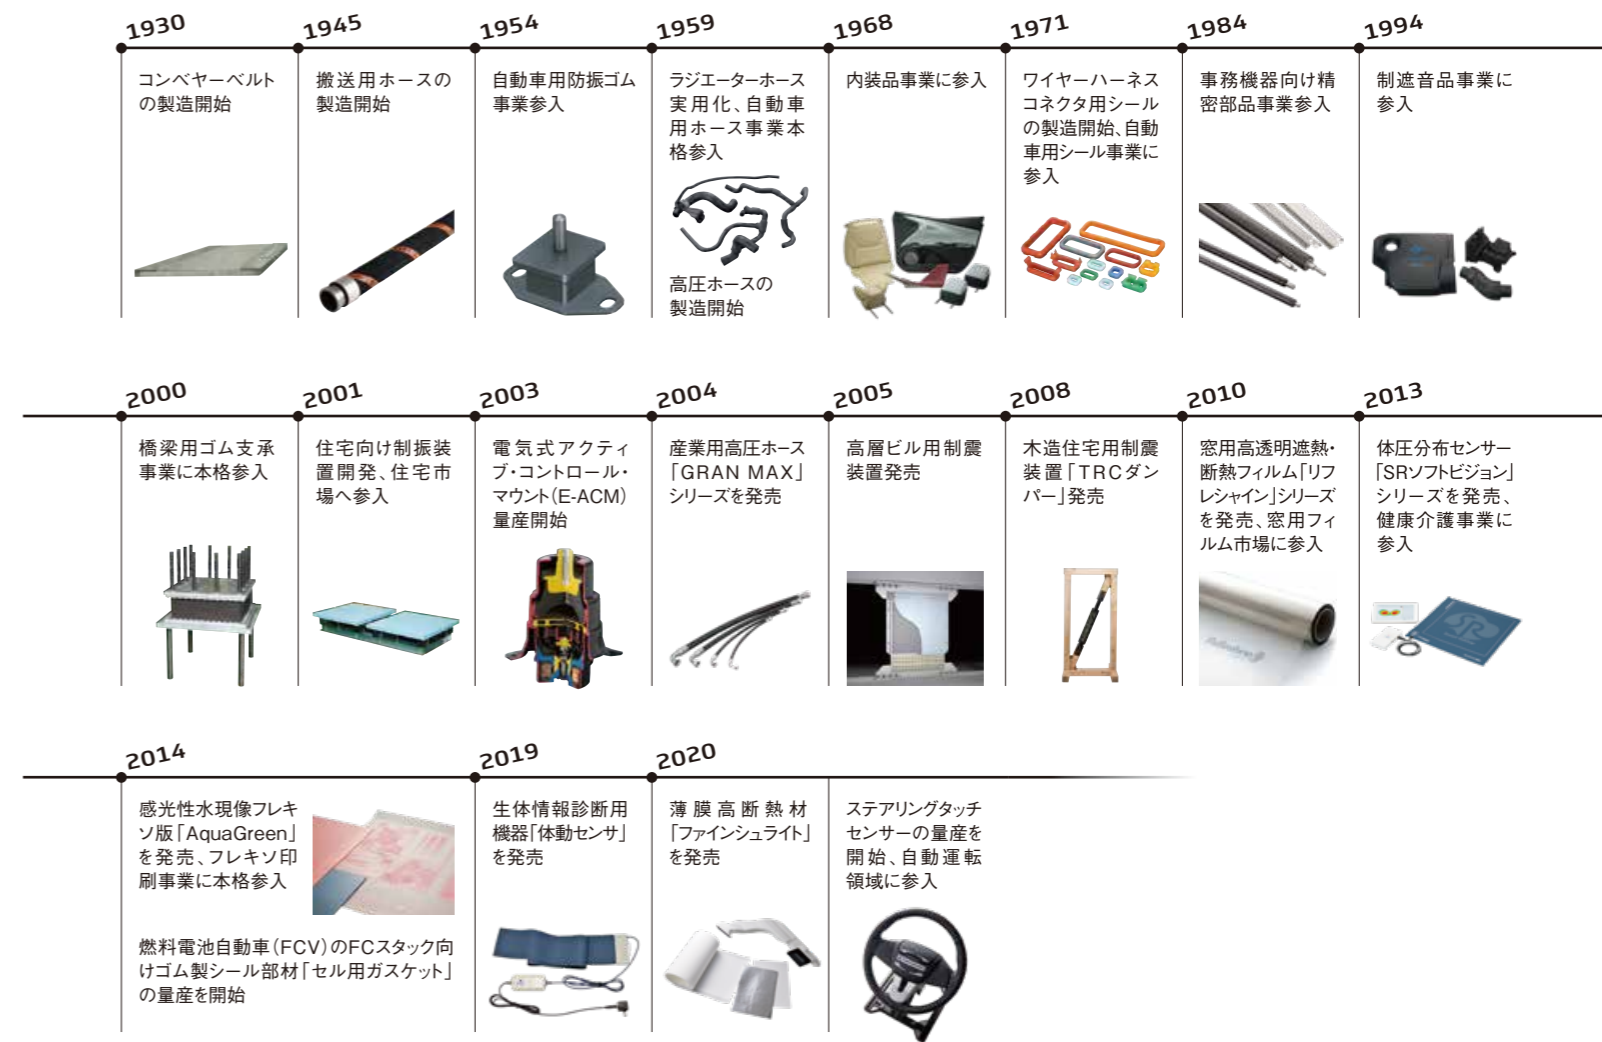 1930
コンベヤーベルト
の製造開始
1945
搬送用ホースの
製造開始
1954
自動車用防振ゴム
事業参入
1959
ラジエーターホース
実用化、自動車
用ホース事業本
格参入
高圧ホースの
製造開始
1968
内装品事業に参入
1971
ワイヤーハーネス
コネクタ用シール
の製造開始、自動
車用シール事業に
参入
1984
事務機器向け精
密部品事業参入
1994
制遮音品事業に
参入
2000
橋梁用ゴム支承
事業に本格参入
2001
住宅向け制振装
置開発、住宅市
場へ参入
2003
電気式アクティ
ブ・コントロール・
マウント(E-ACM)
量産開始
2004
産業用高圧ホース
「GRAN MAX」
シリーズを発売
2005
高層ビル用制震
装置発売
2008
木造住宅用制震
装置「TRCダン
パー」発売
2010
窓用高透明遮熱・
断熱フィルム「リフ
レシャイン」シリーズ
を発売、窓用フィ
ルム市場に参入
2013
体圧分布センサー
「SRソフトビジョン」
シリーズを発売、
健康介護事業に
参入
SR
2014
感光性水現像フレキ
ソ版「AquaGreen」
を発売、フレキソ印
刷事業に本格参入
燃料電池自動車(FCV)のFCスタック向
けゴム製シール部材「セル用ガスケット」
の量産を開始
2019
生体情報診断用
機器「体動センサ」
を発売
2020
薄膜高断熱材
「ファインシュライト」
を発売
ステアリングタッチ
センサーの量産を
開始、自動運転
領域に参入